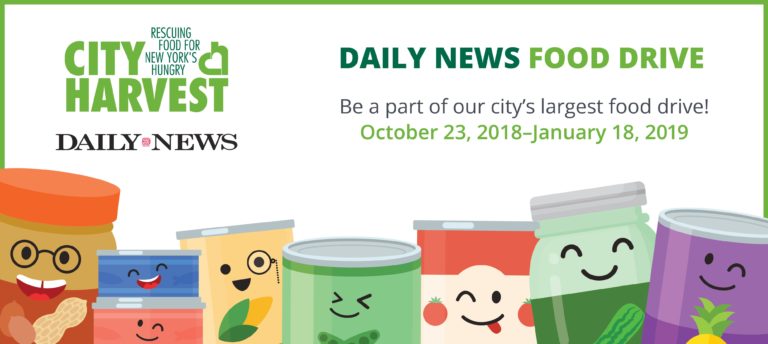 RESCUING
FOOD FOR
NEW YORK'S
HUNGRY
CITY
HARVEST
DAILY NEWS
DAILY NEWS FOOD DRIVE
Be a part of our city’s largest food drive!
October 23, 2018–January 18, 2019